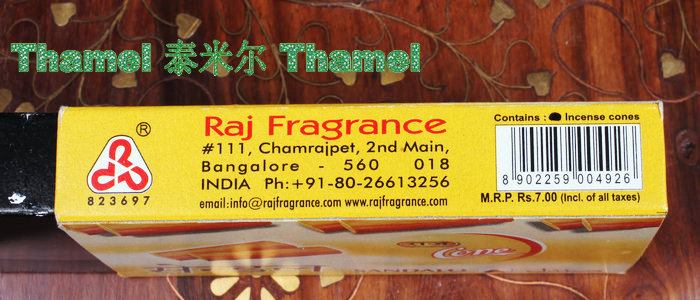 Thamel 泰米尔 Thamel
®
823697
Raj Fragrance
#111, Chamrajpet, 2nd Main,
Bangalore - 560 018
INDIA Ph:+91-80-26613256
email:info@rajfragrance.com www.rajfragrance.com
Contains : Incense cones
8 902259 004926
M.R.P. Rs.7.00 (Incl. of all taxes)
Cone